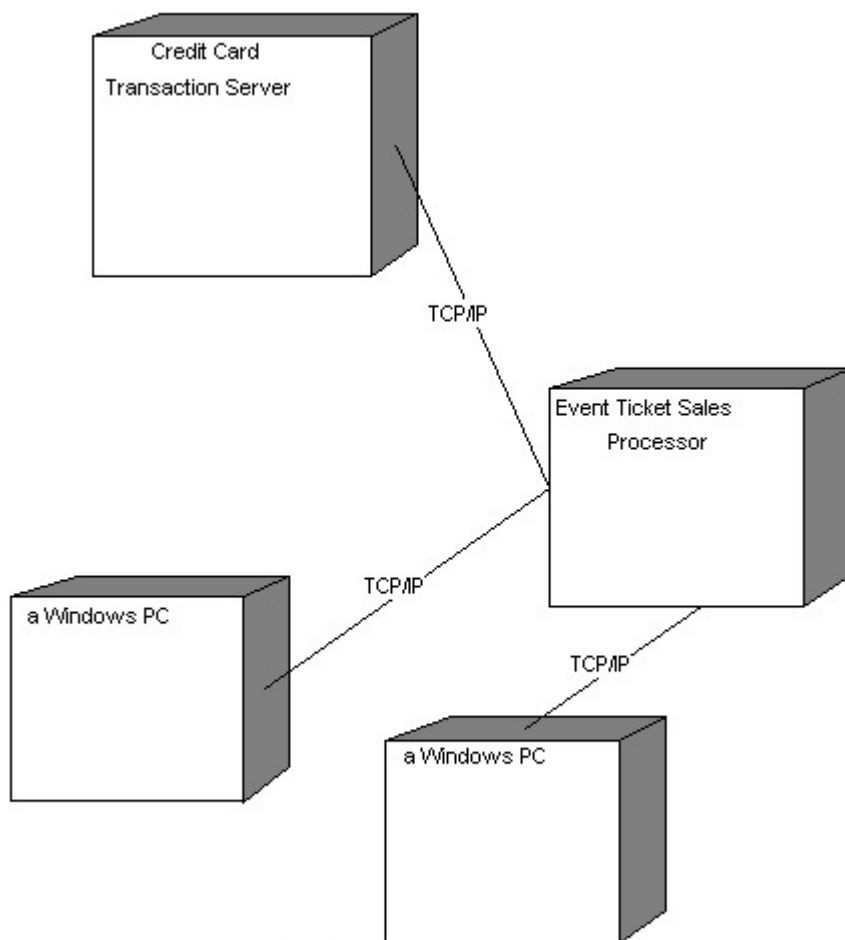 Credit Card
Transaction Server
TCP/IP
Event Ticket Sales
Processor
TCP/IP
a Windows PC
TCP/IP
a Windows PC